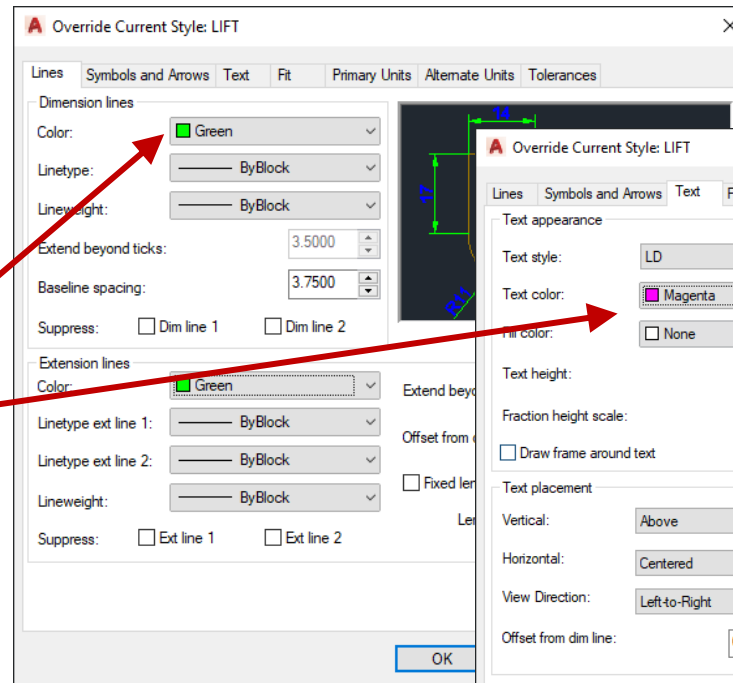 A Override Current Style: LIFT
Lines Symbols and Arrows Text Fit Primary Units Alternate Units Tolerances
Dimension lines
Color: Green
Linetype: ByBlock
Lineweight: ByBlock
Extend beyond ticks: 3.5000
Baseline spacing: 3.7500
Suppress: Dim line 1 Dim line 2
Extension lines
Color: Green
Linetype ext line 1: ByBlock
Linetype ext line 2: ByBlock
Lineweight: ByBlock
Suppress: Ext line 1 Ext line 2
Offset from
OK
14
17
R11
A Override Current Style: LIFT
Lines Symbols and Arrows Text
Text appearance
Text style: LD
Text color: Magenta
Fill color: None
Text height:
Fraction height scale:
Draw frame around text
Text placement
Vertical: Above
Horizontal: Centered
View Direction: Left-to-Right
Offset from dim line: